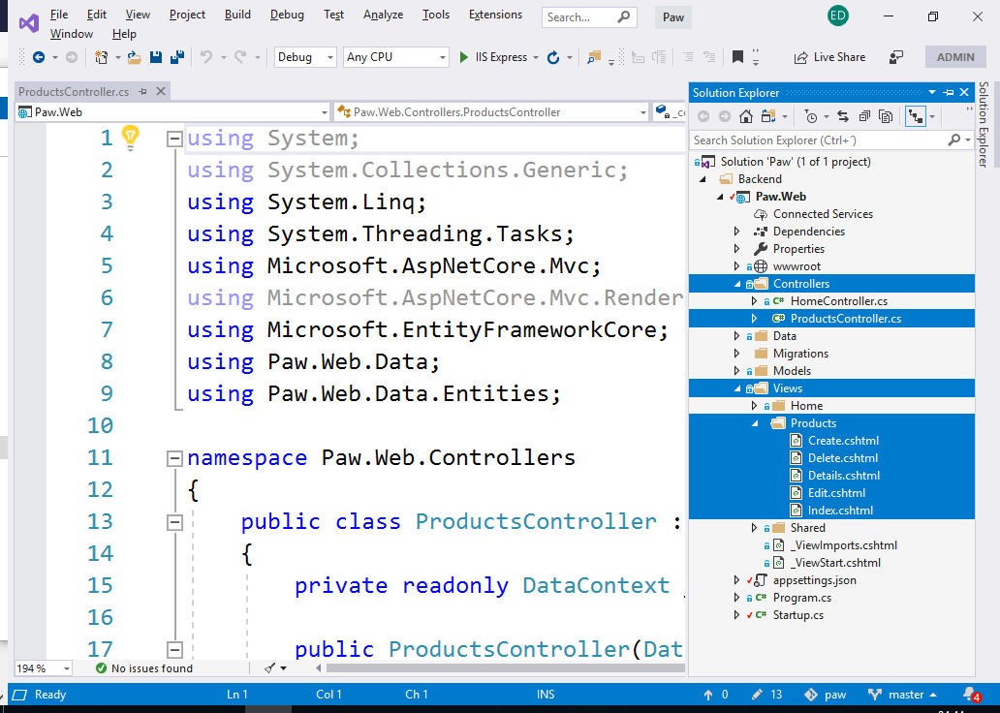 File Edit View Project Build Debug Test Analyze Tools Extensions Search... Paw ED
Window Help
Debug Any CPU IIS Express Live Share ADMIN
ProductsController.cs
Paw.Web Paw.Web.Controllers.ProductsController
1 using System;
2 using System.Collections.Generic;
3 using System.Linq;
4 using System.Threading.Tasks;
5 using Microsoft.AspNetCore.Mvc;
6 using Microsoft.AspNetCore.Mvc.Render
7 using Microsoft.EntityFrameworkCore;
8 using Paw.Web.Data;
9 using Paw.Web.Data.Entities;
10
11 namespace Paw.Web.Controllers
12 {
13 public class ProductsController :
14 {
15 private readonly DataContext
16
17 public ProductsController(Dat
194 % No issues found
Solution Explorer
Search Solution Explorer (Ctrl+´)
Solution 'Paw' (1 of 1 project)
Backend
Paw.Web
Connected Services
Dependencies
Properties
wwwroot
Controllers
C# HomeController.cs
C# ProductsController.cs
Data
Migrations
Models
Views
Home
Products
Create.cshtml
Delete.cshtml
Details.cshtml
Edit.cshtml
Index.cshtml
Shared
_ViewImports.cshtml
_ViewStart.cshtml
appsettings.json
C# Program.cs
C# Startup.cs
Solution Explorer
Ready Ln 1 Col 1 Ch 1 INS 0 13 paw master 4